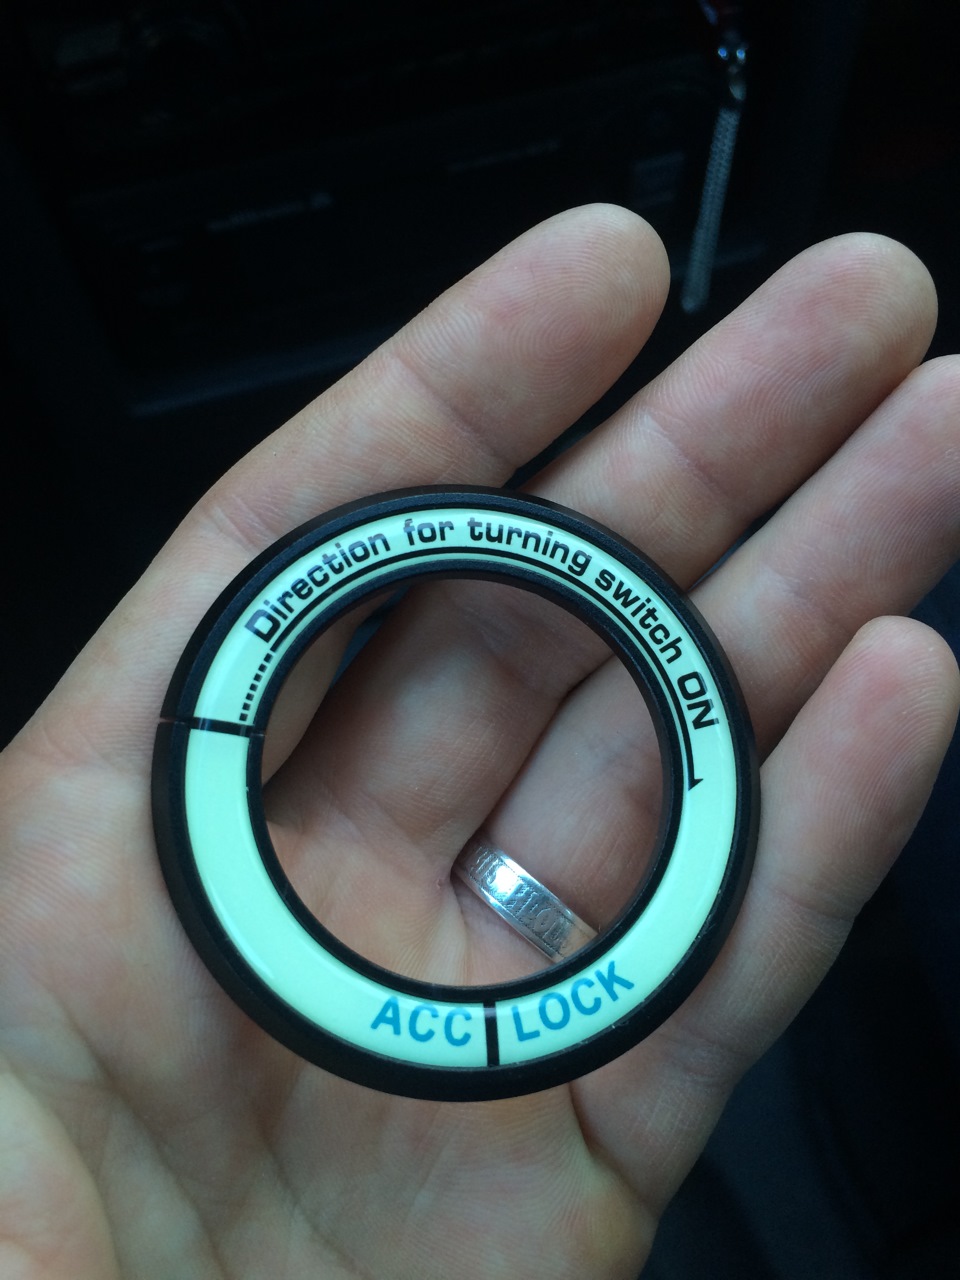 Direction for turning switch ON
ACC
LOCK